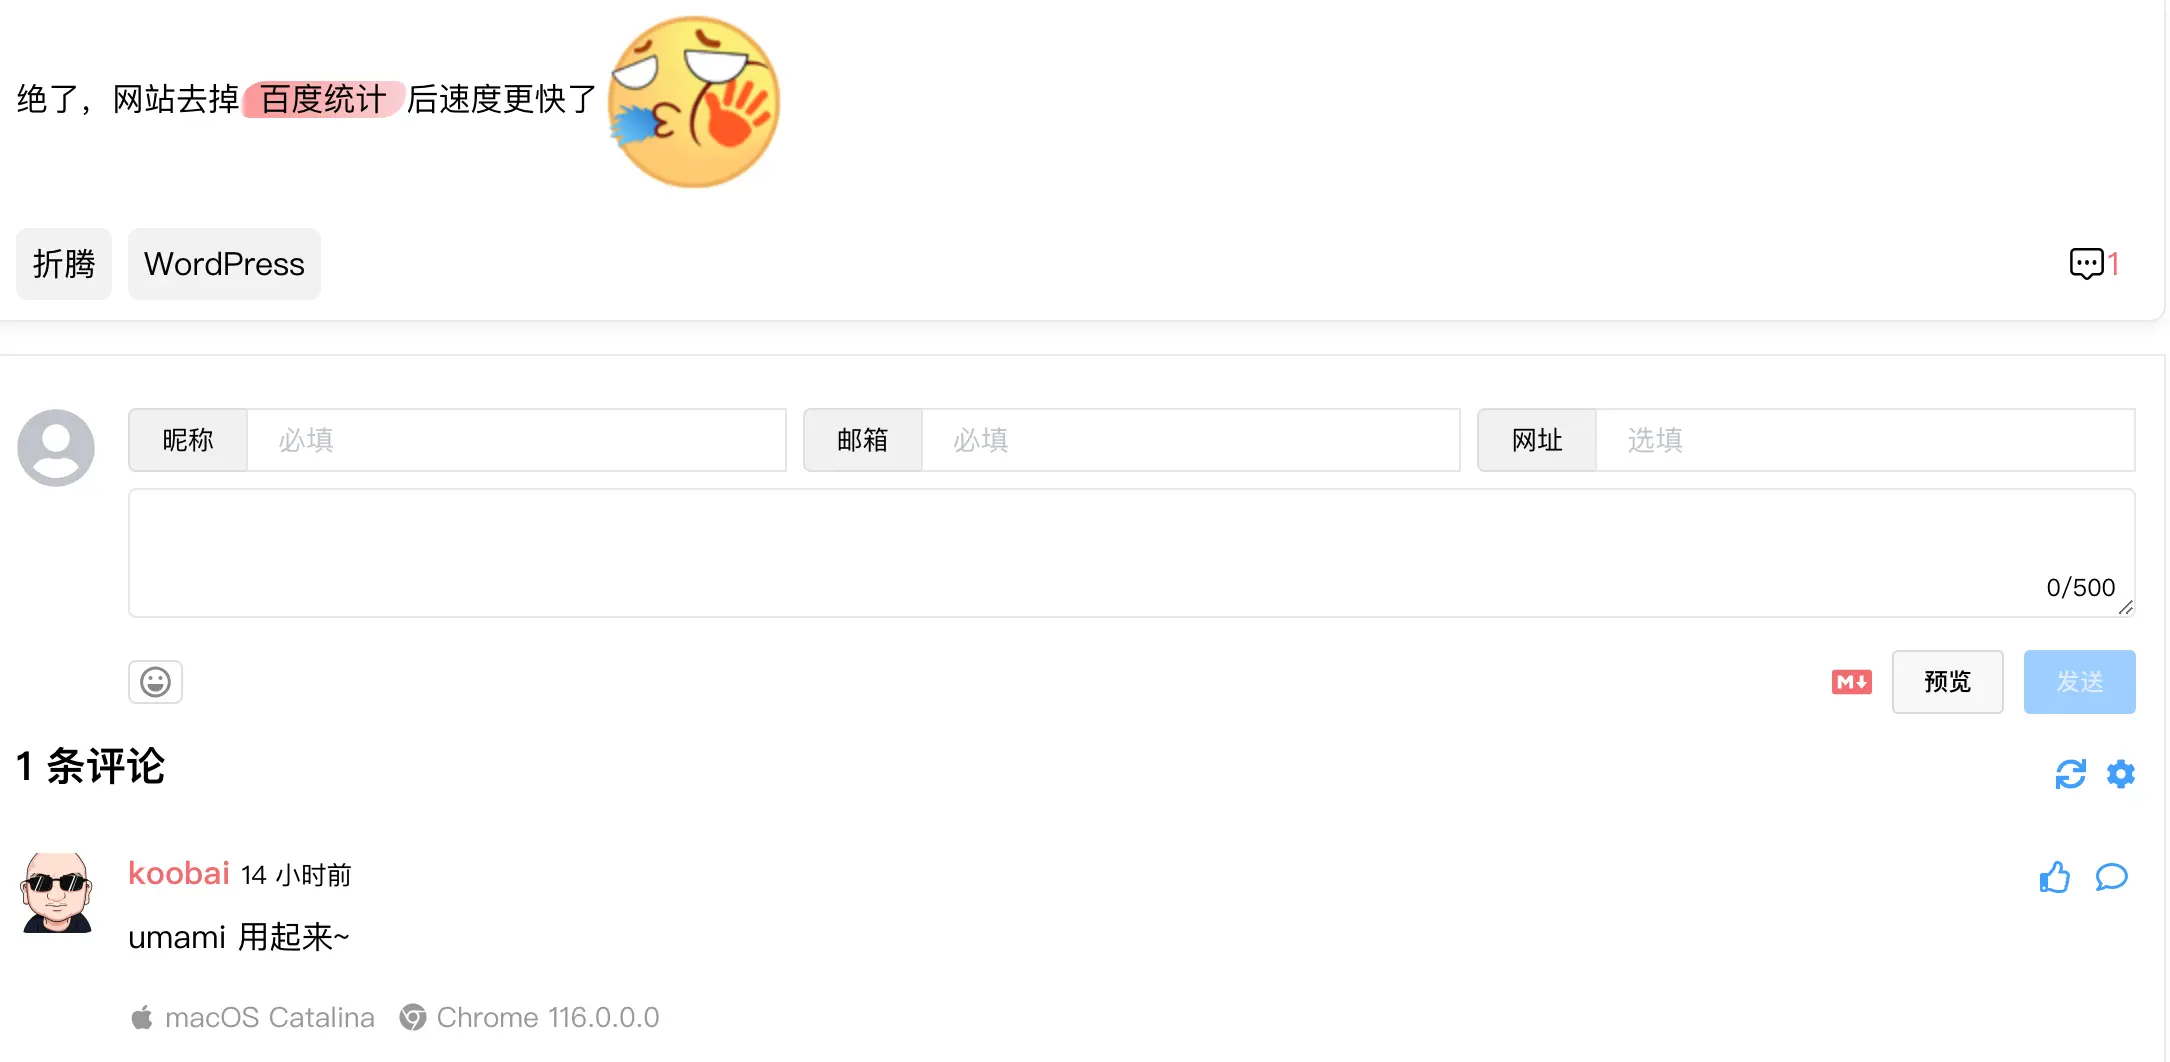 绝了，网站去掉 百度统计 后速度更快了
折腾 WordPress 1
昵称 必填 邮箱 必填 网址 选填
0/500
M 预览 发送
1 条评论
koobai 14 小时前
umami 用起来~
macOS Catalina Chrome 116.0.0.0